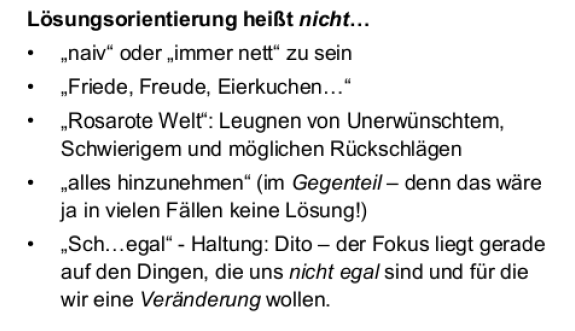 Lösungsorientierung heißt nicht…
• „naiv“ oder „immer nett“ zu sein
• „Friede, Freude, Eierkuchen…“
• „Rosarote Welt“: Leugnen von Unerwünschtem,
Schwierigem und möglichen Rückschlägen
• „alles hinzunehmen“ (im Gegenteil – denn das wäre
ja in vielen Fällen keine Lösung!)
• „Sch…egal“ - Haltung: Dito – der Fokus liegt gerade
auf den Dingen, die uns nicht egal sind und für die
wir eine Veränderung wollen.